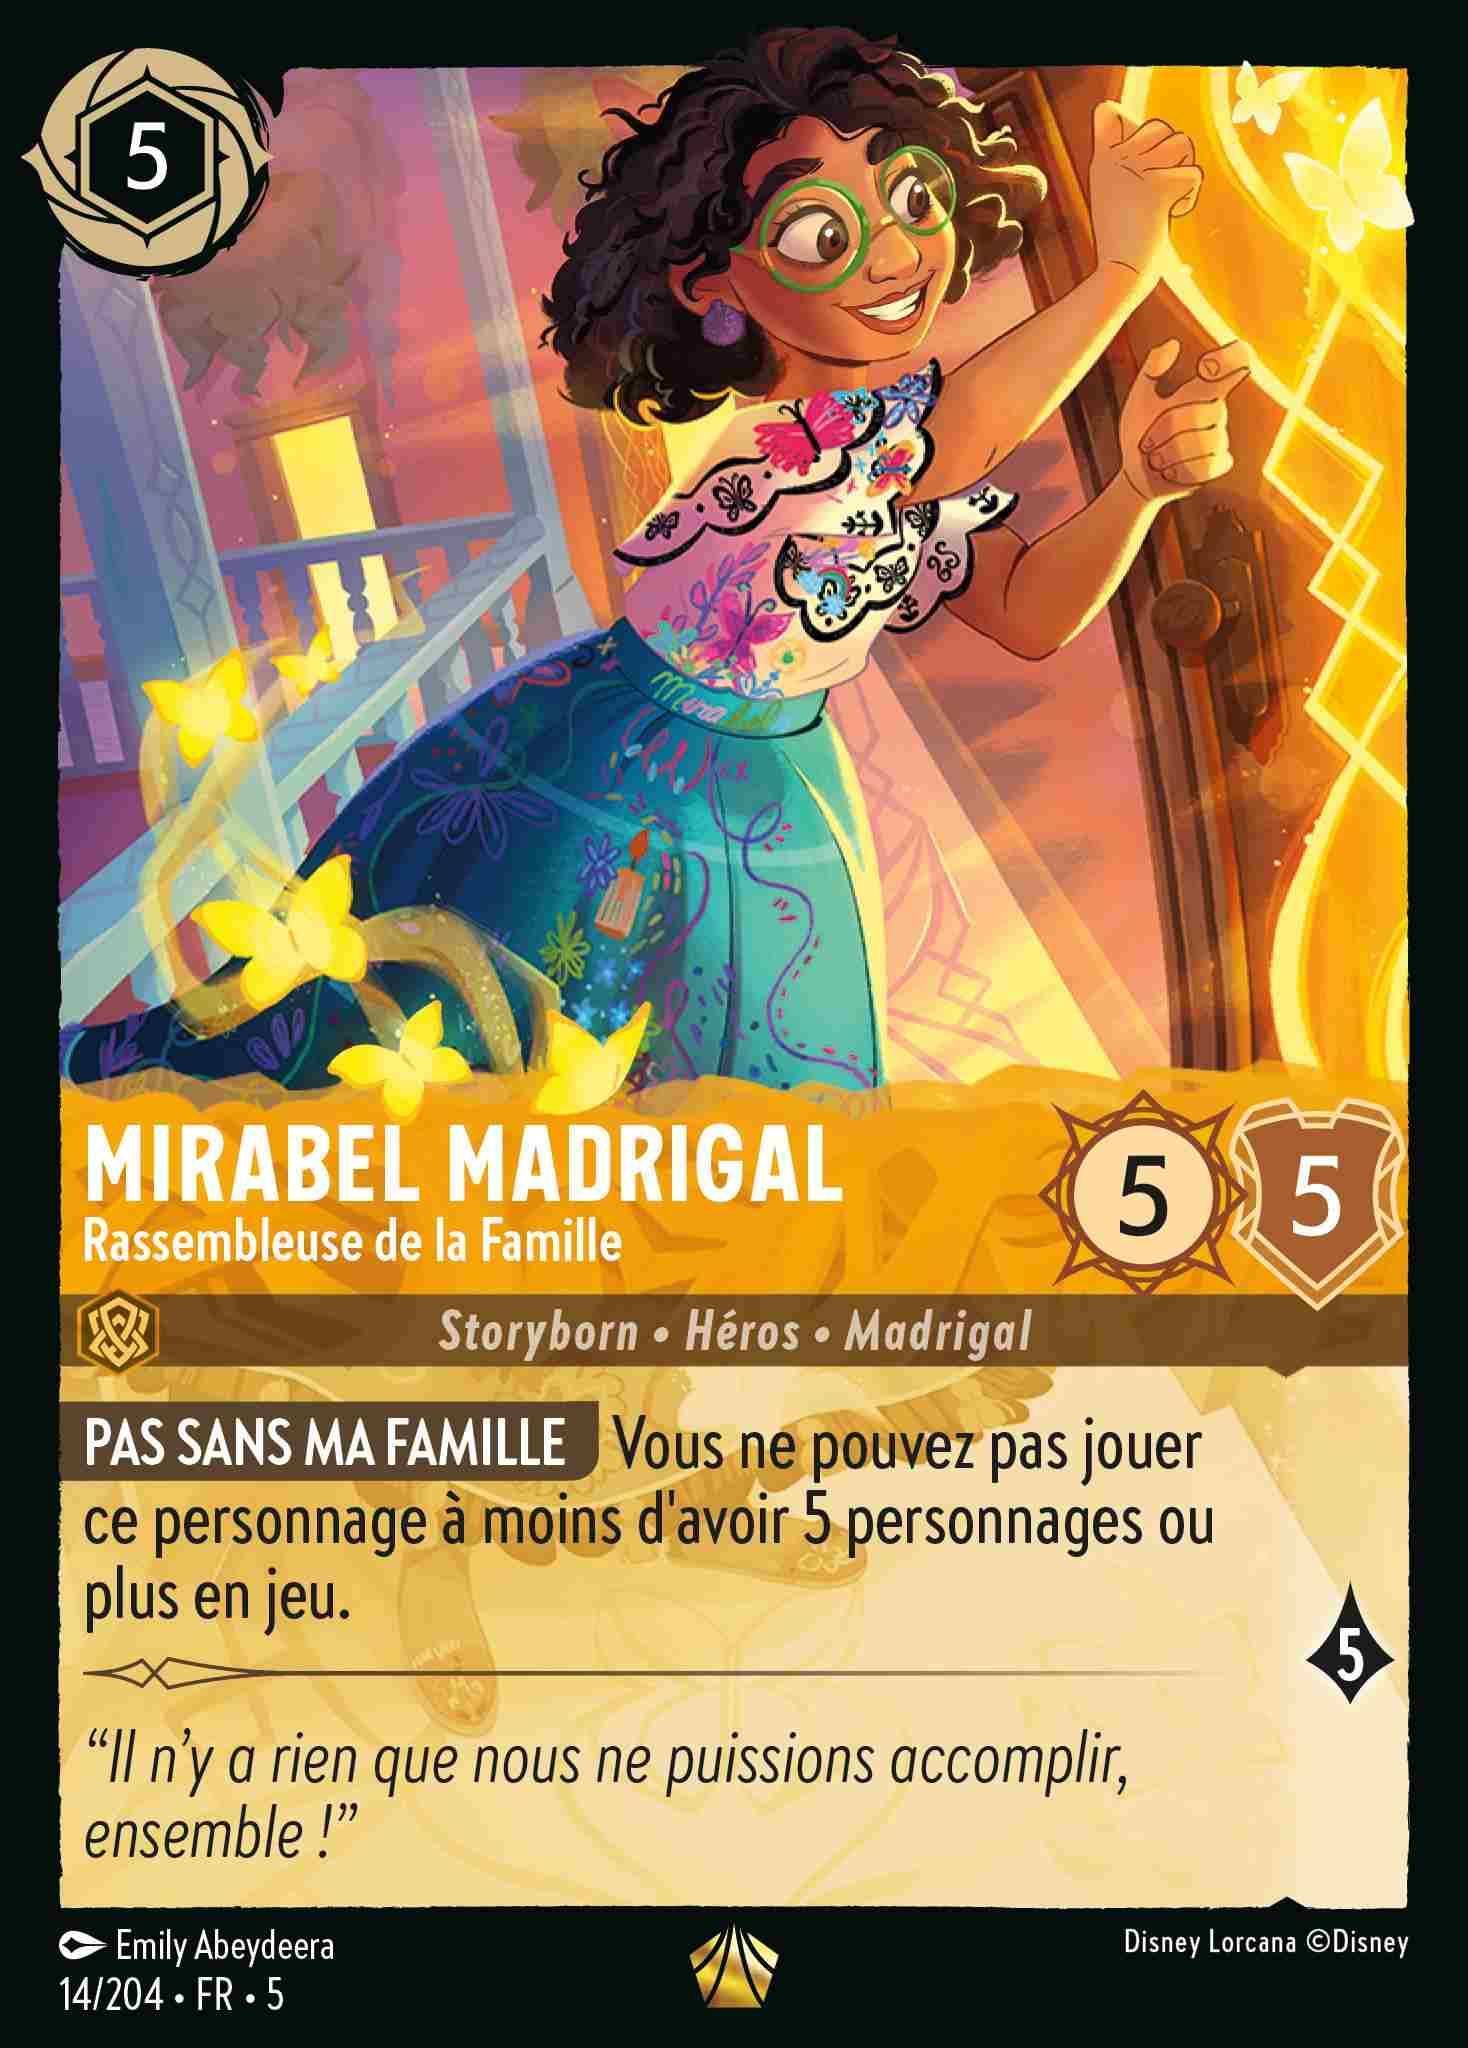 5
Mirabel
MIRABEL MADRIGAL
Rassembleuse de la Famille
5 5
Storyborn • Héros • Madrigal
PAS SANS MA FAMILLE Vous ne pouvez pas jouer
ce personnage à moins d'avoir 5 personnages ou
plus en jeu.
5
“Il n’y a rien que nous ne puissions accomplir,
ensemble !”
Emily Abeydeera
14/204 • FR • 5
Disney Lorcana ©Disney